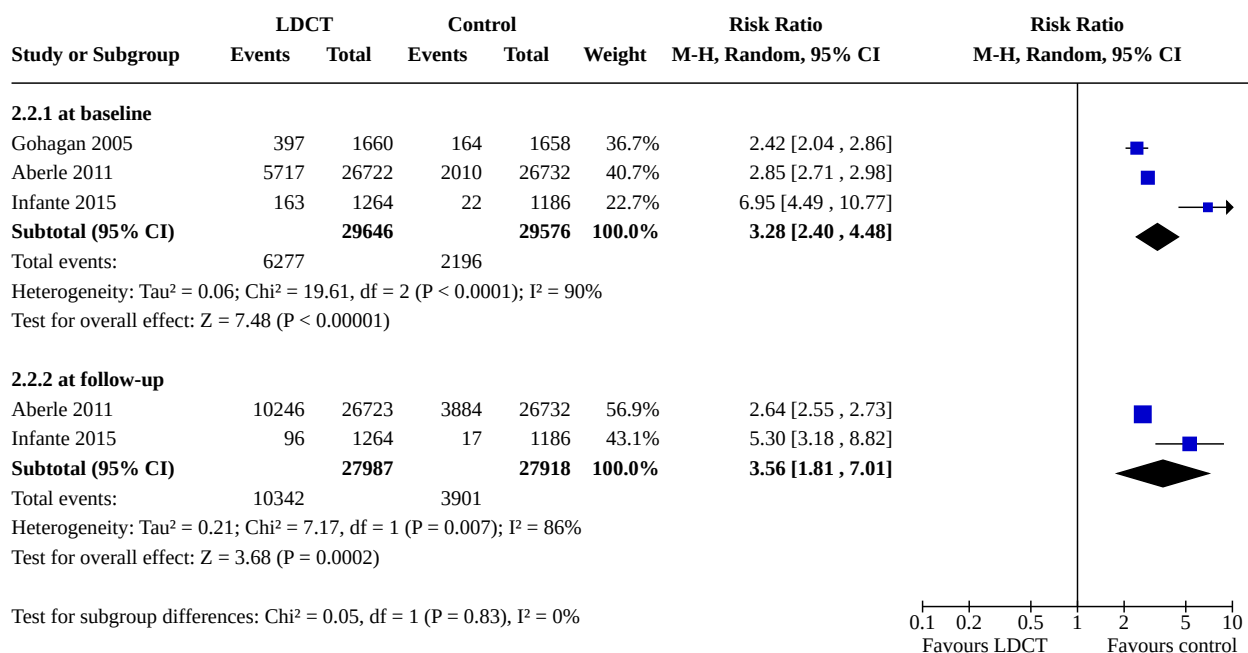 LDCT Control Risk Ratio Risk Ratio
Study or Subgroup Events Total Events Total Weight M-H, Random, 95% CI M-H, Random, 95% CI
2.2.1 at baseline
Gohagan 2005 397 1660 164 1658 36.7% 2.42 [2.04 , 2.86]
Aberle 2011 5717 26722 2010 26732 40.7% 2.85 [2.71 , 2.98]
Infante 2015 163 1264 22 1186 22.7% 6.95 [4.49 , 10.77]
Subtotal (95% CI) 29646 29576 100.0% 3.28 [2.40 , 4.48]
Total events: 6277 2196
Heterogeneity: Tau² = 0.06; Chi² = 19.61, df = 2 (P < 0.0001); I² = 90%
Test for overall effect: Z = 7.48 (P < 0.00001)
2.2.2 at follow-up
Aberle 2011 10246 26723 3884 26732 56.9% 2.64 [2.55 , 2.73]
Infante 2015 96 1264 17 1186 43.1% 5.30 [3.18 , 8.82]
Subtotal (95% CI) 27987 27918 100.0% 3.56 [1.81 , 7.01]
Total events: 10342 3901
Heterogeneity: Tau² = 0.21; Chi² = 7.17, df = 1 (P = 0.007); I² = 86%
Test for overall effect: Z = 3.68 (P = 0.0002)
Test for subgroup differences: Chi² = 0.05, df = 1 (P = 0.83), I² = 0%
0.1 0.2 0.5 1 2 5 10
Favours LDCT Favours control